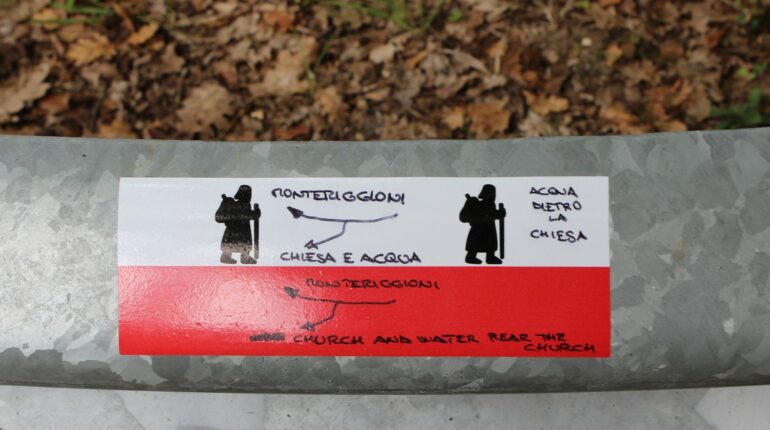 MONTERIGGIONI
CHIESA E ACQUA
ACQUA
DIETRO
LA
CHIESA
MONTERIGGIONI
CHURCH AND WATER REAR THE
CHURCH